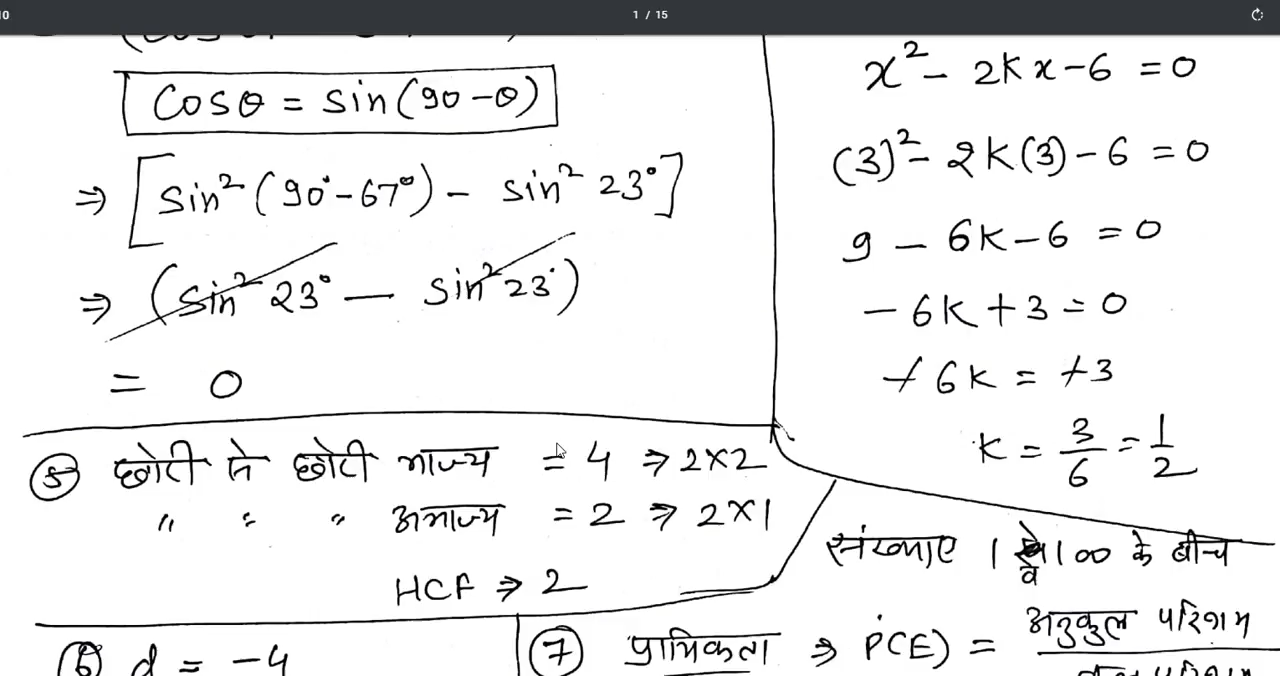 10
1 / 15
Cosθ = sin(90-θ)
⇒ [sin²(90°-67°) - sin² 23°]
⇒ (sin² 23° - sin² 23°)
= 0
x² - 2kx - 6 = 0
(3)² - 2k(3) - 6 = 0
9 - 6k - 6 = 0
- 6k + 3 = 0
-6k = -3
k = 3/6 = 1/2
⑤ छोटी से छोटी भाज्य = 4 ⇒ 2×2
" " " अभाज्य = 2 ⇒ 2×1
HCF ⇒ 2
संख्याए 1 व 100 के बीच
⑥ d = -4
⑦ प्रायिकता ⇒ P(E) = अनुकुल परिणाम